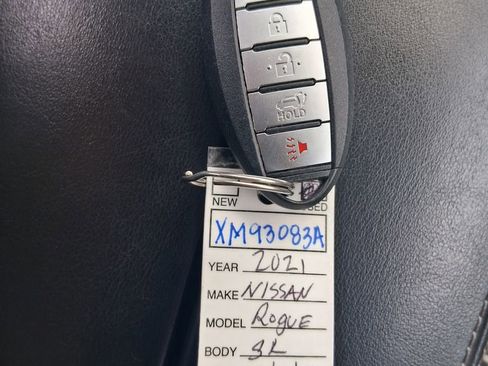 HOLD
NEW
XM93083A
YEAR 2021
MAKE NISSAN
MODEL ROGUE
BODY SL